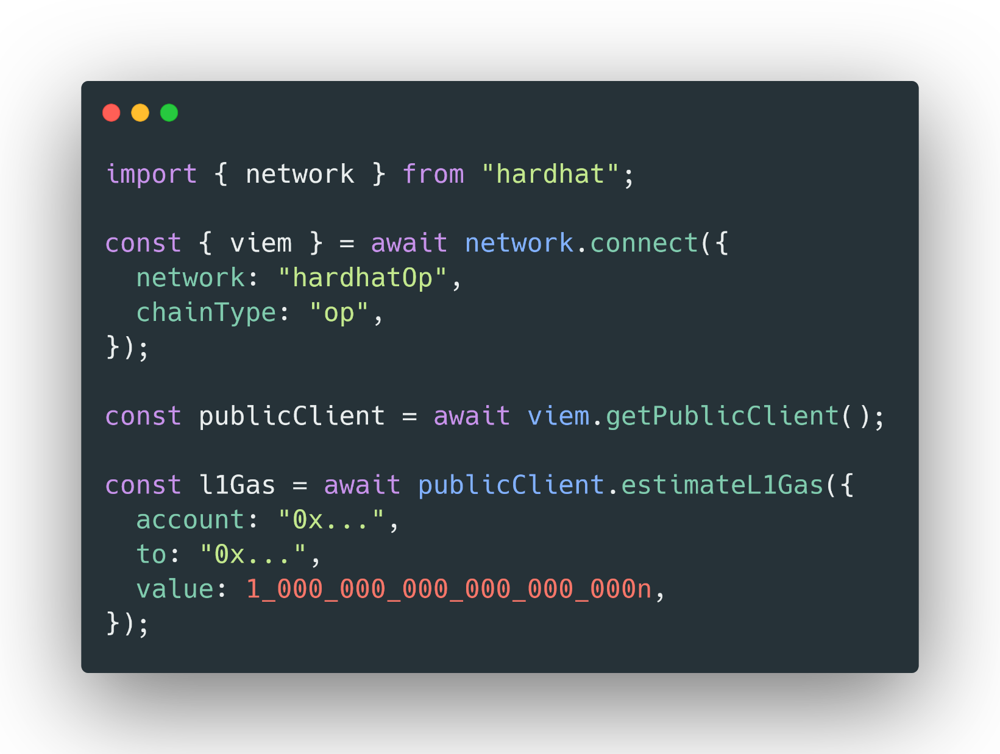 import { network } from "hardhat";
const { viem } = await network.connect({
  network: "hardhatOp",
  chainType: "op",
});
const publicClient = await viem.getPublicClient();
const l1Gas = await publicClient.estimateL1Gas({
  account: "0x...",
  to: "0x...",
  value: 1_000_000_000_000_000_000n,
});